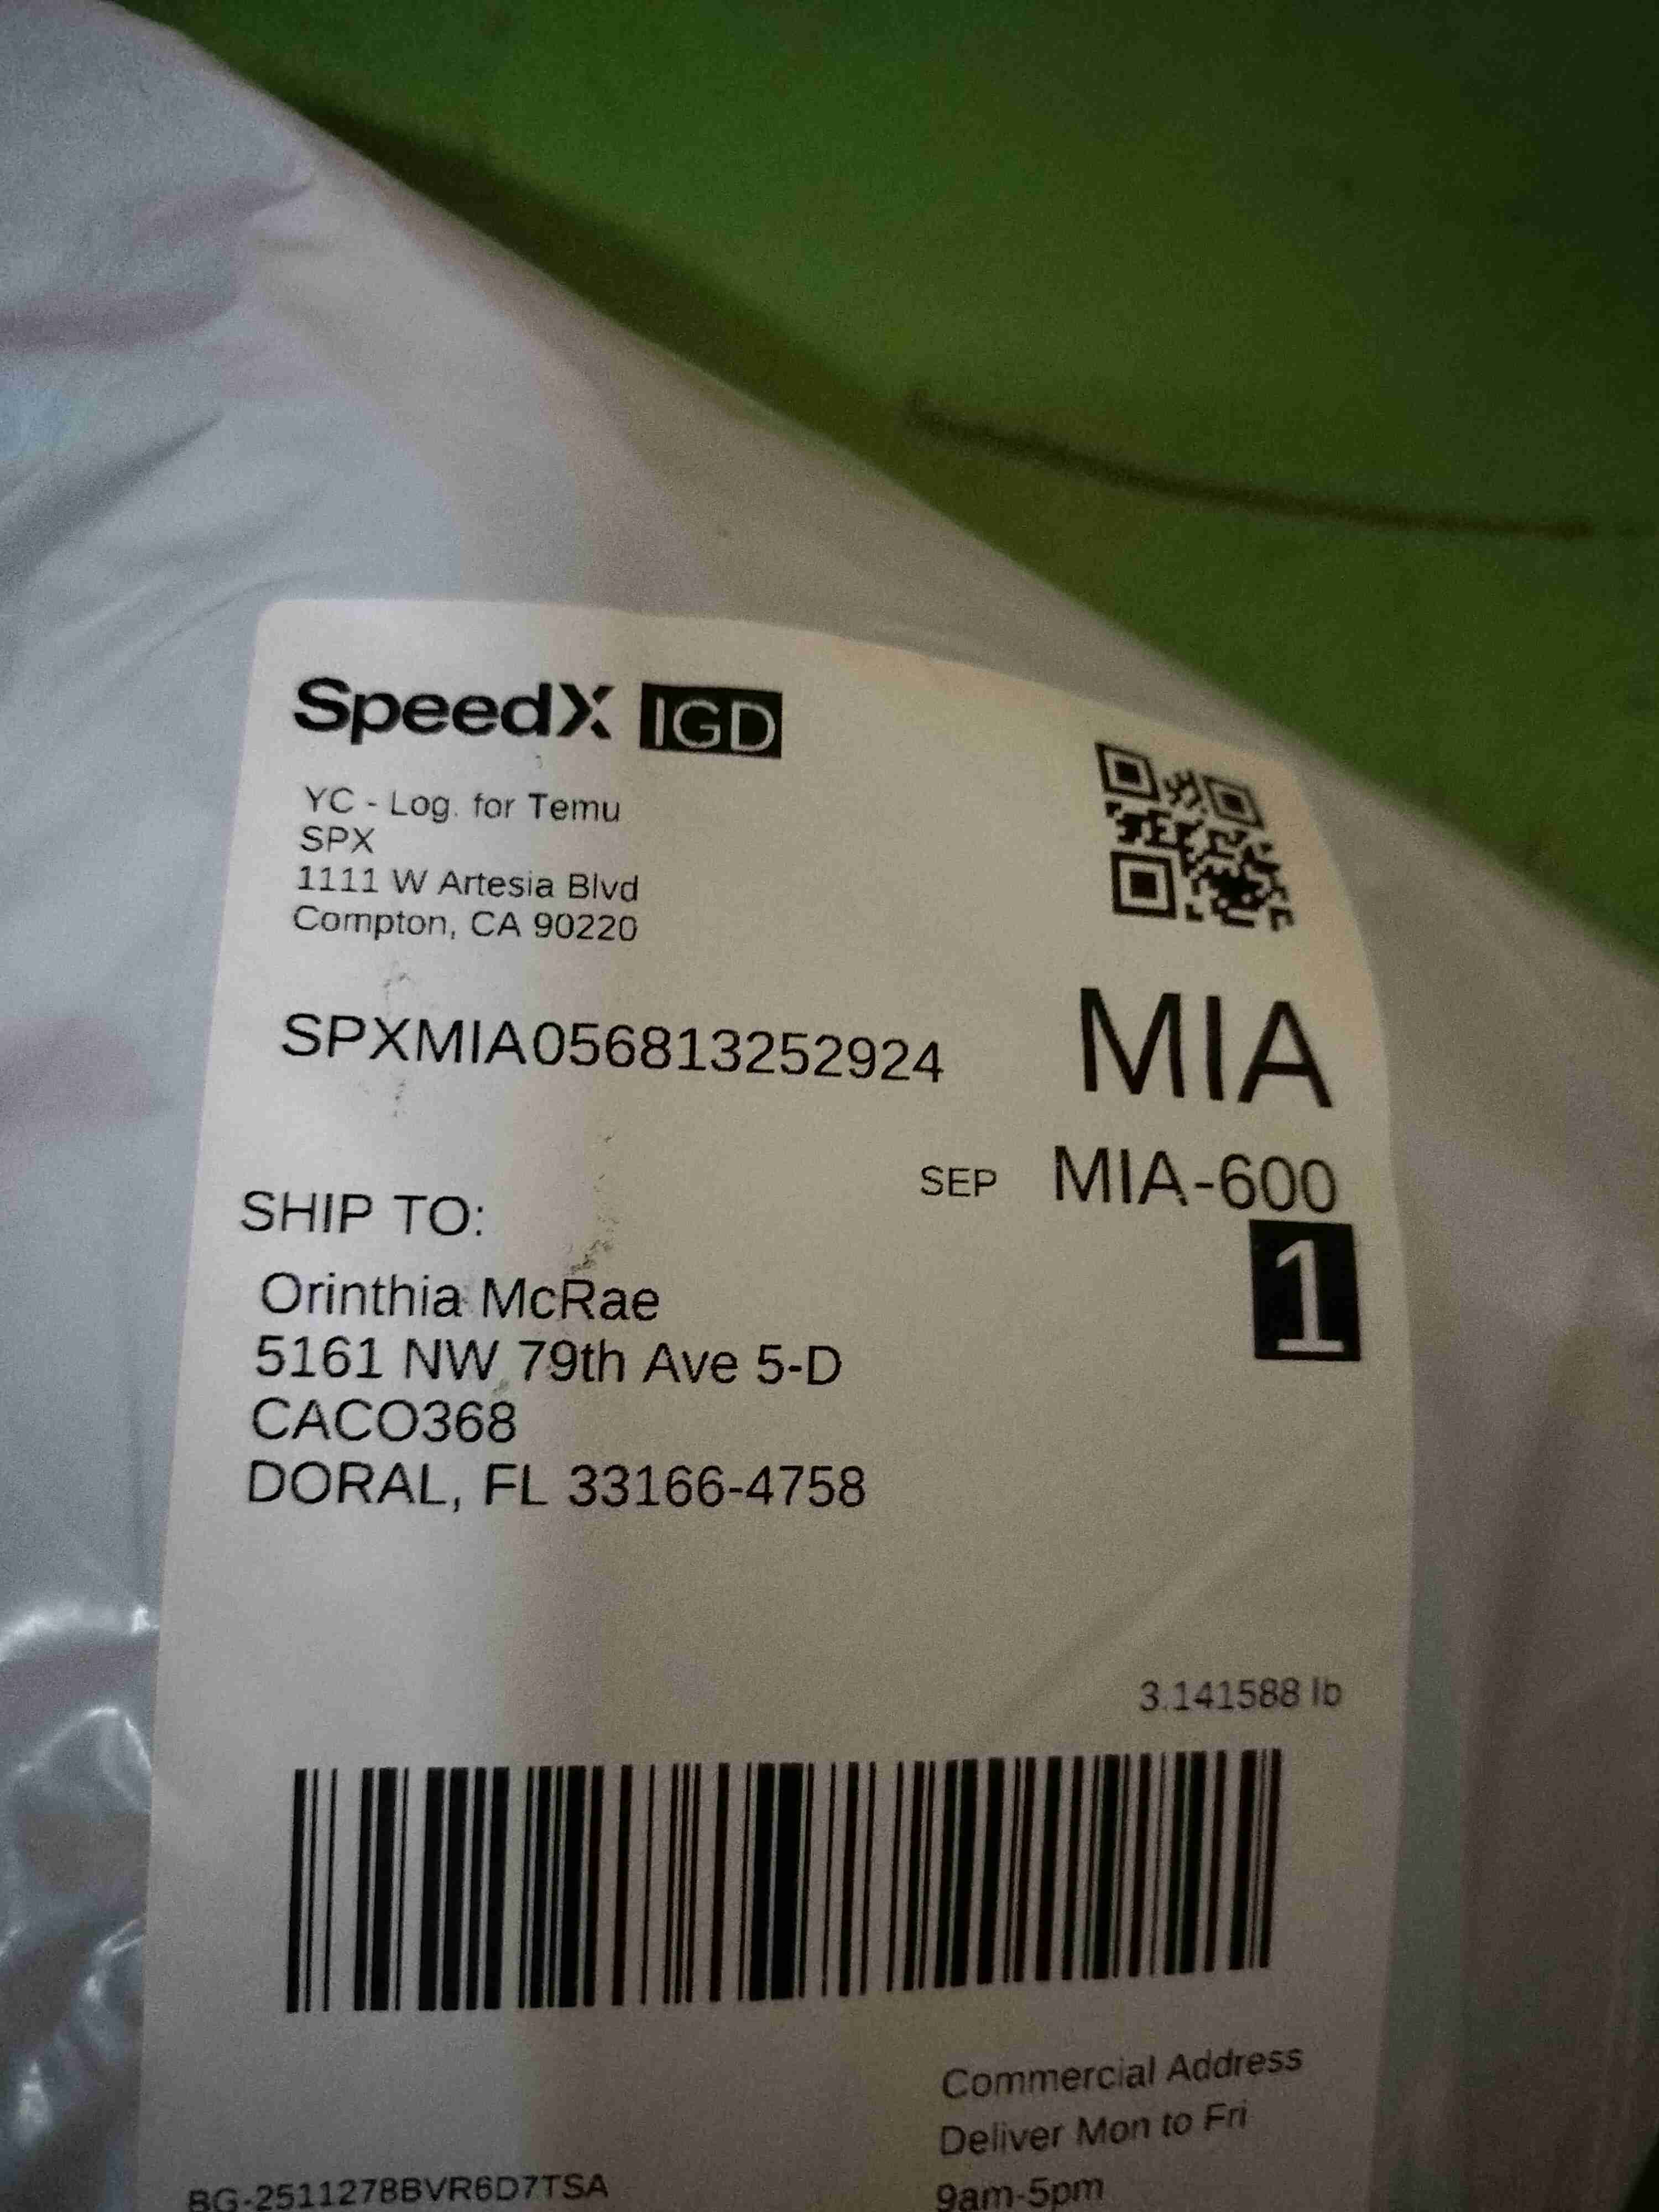 SpeedX IGD
YC - Log. for Temu
SPX
1111 W Artesia Blvd
Compton, CA 90220
SPXMIA056813252924
MIA
SEP MIA-600
1
SHIP TO:
Orinthia McRae
5161 NW 79th Ave 5-D
CACO368
DORAL, FL 33166-4758
3.141588 lb
Commercial Address
Deliver Mon to Fri
9am-5pm
BG-2511278BVR6D7TSA